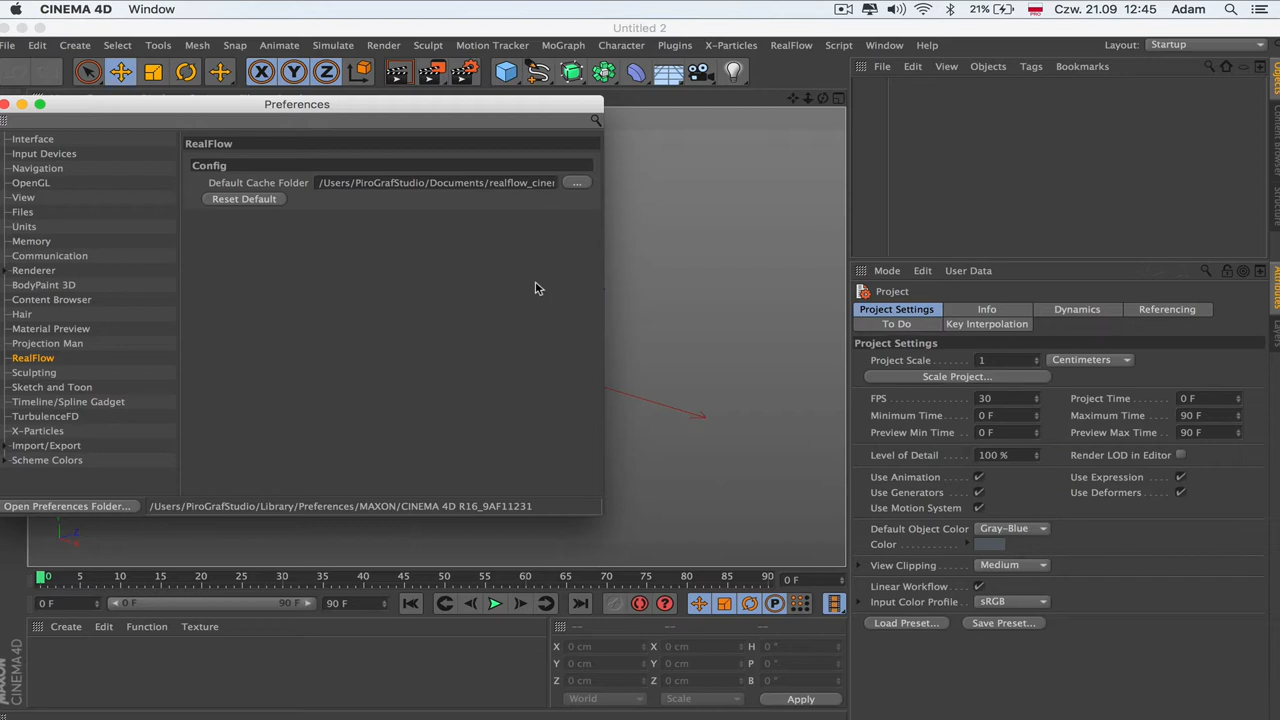 CINEMA 4D Window 21% Czw. 21.09 12:45 Adam
Untitled 2
File Edit Create Select Tools Mesh Snap Animate Simulate Render Sculpt Motion Tracker MoGraph Character Plugins X-Particles RealFlow Script Window Help Layout: Startup
X Y Z
File Edit View Objects Tags Bookmarks
Preferences
Interface
Input Devices
Navigation
OpenGL
View
Files
Units
Memory
Communication
Renderer
BodyPaint 3D
Content Browser
Hair
Material Preview
Projection Man
RealFlow
Sculpting
Sketch and Toon
Timeline/Spline Gadget
TurbulenceFD
X-Particles
Import/Export
Scheme Colors
RealFlow
Config
Default Cache Folder /Users/PiroGrafStudio/Documents/realflow_ciner ...
Reset Default
Open Preferences Folder... /Users/PiroGrafStudio/Library/Preferences/MAXON/CINEMA 4D R16_9AF11231
Mode Edit User Data
Project
Project Settings Info Dynamics Referencing
To Do Key Interpolation
Project Settings
Project Scale 1 Centimeters
Scale Project...
FPS 30 Project Time 0 F
Minimum Time 0 F Maximum Time 90 F
Preview Min Time 0 F Preview Max Time 90 F
Level of Detail 100 % Render LOD in Editor
Use Animation Use Expression
Use Generators Use Deformers
Use Motion System
Default Object Color Gray-Blue
Color
View Clipping Medium
Linear Workflow
Input Color Profile sRGB
Load Preset... Save Preset...
0 5 10 15 20 25 30 35 40 45 50 55 60 65 70 75 80 85 90 0 F
0 F 0 F 90 F 90 F
Create Edit Function Texture
-- -- --
X 0 cm X 0 cm H 0 °
Y 0 cm Y 0 cm P 0 °
Z 0 cm Z 0 cm B 0 °
World Scale Apply
MAXON CINEMA 4D
Objects
Content Browser
Structure
Attributes
Layers